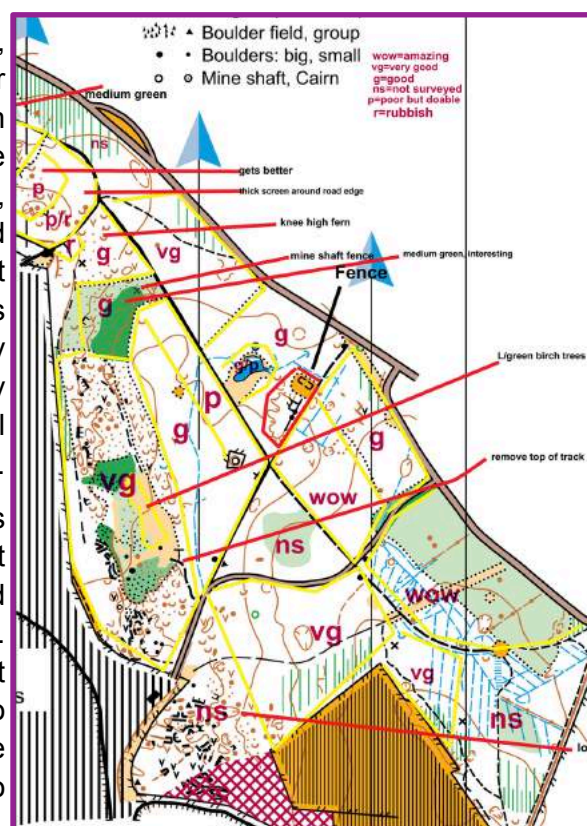 Boulder field, group
Boulders: big, small
Mine shaft, Cairn
wow=amazing
vg=very good
g=good
ns=not surveyed
p=poor but doable
r=rubbish
medium green
ns
gets better
p
thick screen around road edge
p/r
knee high fern
r
g
vg
mine shaft fence
medium green, interesting
Fence
g
g
g/p
L/green birch trees
p
g
g
remove top of track
vg
wow
ns
wow
vg
vg
ns
ns
lo